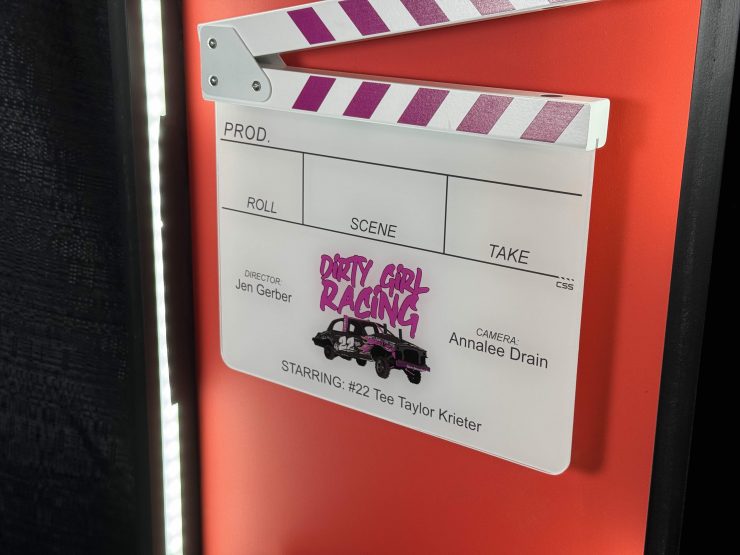 PROD.
ROLL
SCENE
TAKE
CSS
DIRTY GIRL
RACING
22
DIRECTOR:
Jen Gerber
CAMERA:
Annalee Drain
STARRING: #22 Tee Taylor Krieter